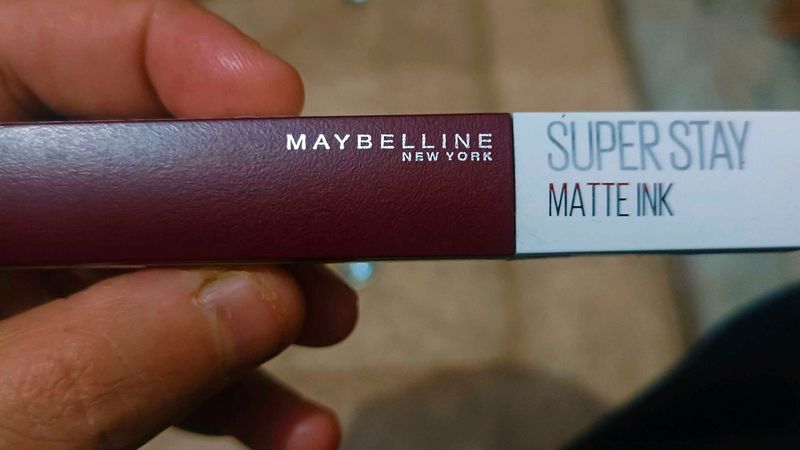 MAYBELLINE
NEW YORK
SUPER STAY
MATTE INK